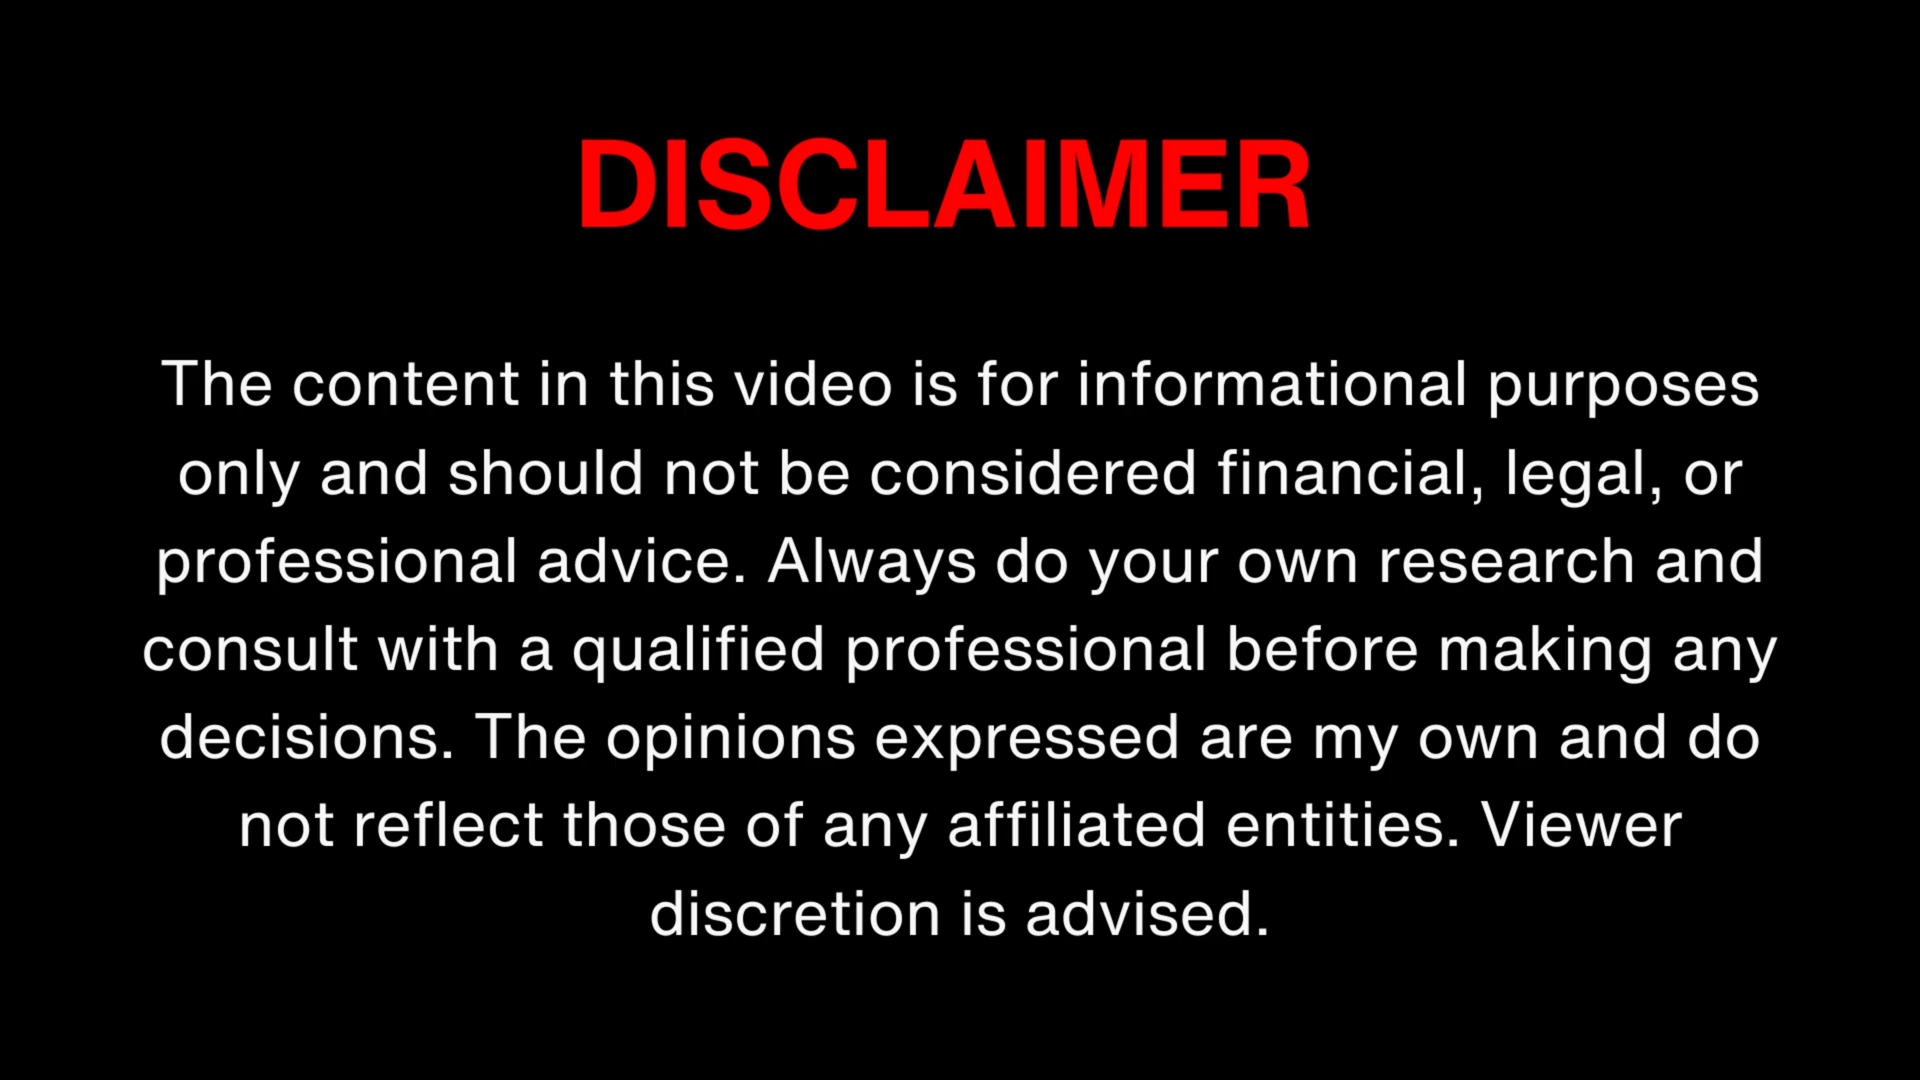 DISCLAIMER
The content in this video is for informational purposes
only and should not be considered financial, legal, or
professional advice. Always do your own research and
consult with a qualified professional before making any
decisions. The opinions expressed are my own and do
not reflect those of any affiliated entities. Viewer
discretion is advised.